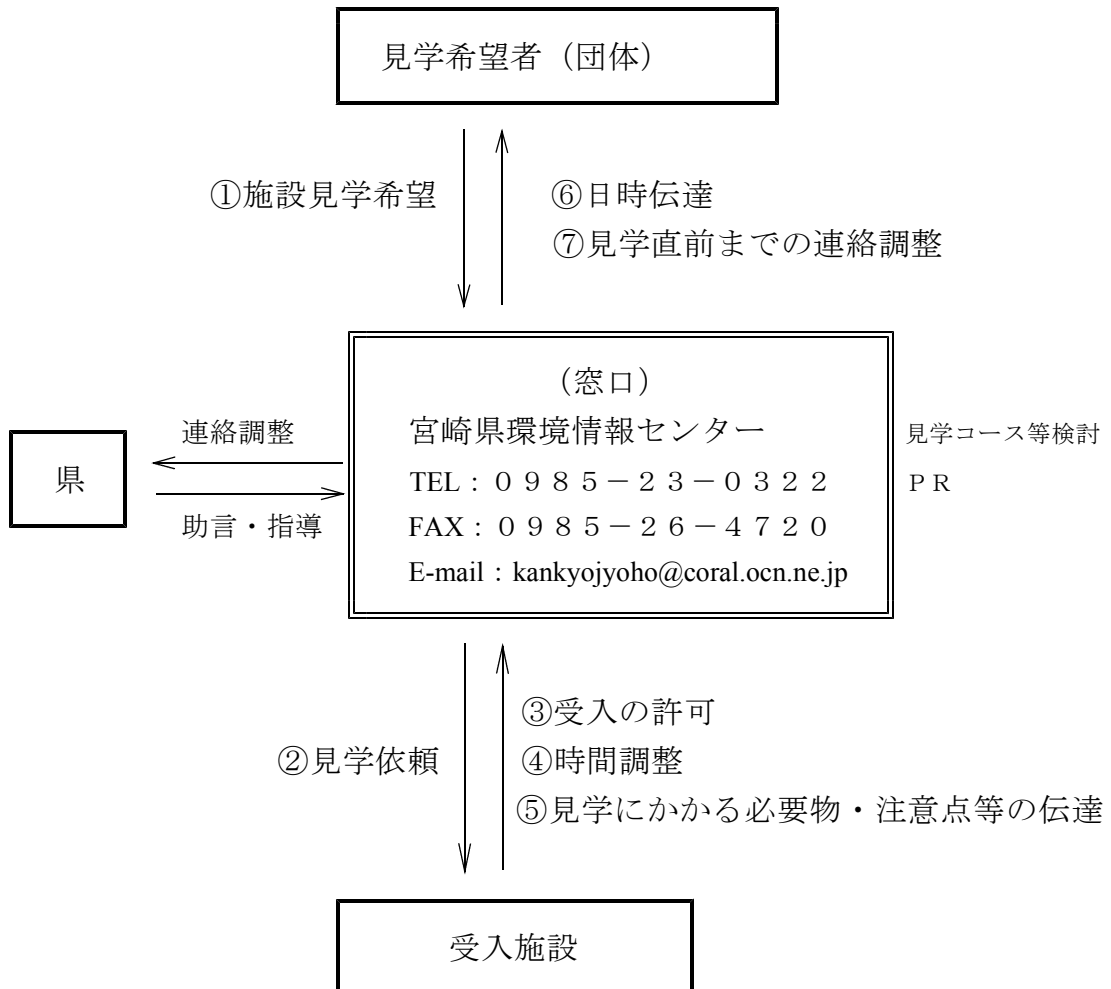 見学希望者（団体）
①施設見学希望
⑥日時伝達
⑦見学直前までの連絡調整
（窓口）
宮崎県環境情報センター
TEL：０９８５－２３－０３２２
FAX：０９８５－２６－４７２０
E-mail：kankyojyoho@coral.ocn.ne.jp
連絡調整
県
助言・指導
見学コース等検討
ＰＲ
②見学依頼
③受入の許可
④時間調整
⑤見学にかかる必要物・注意点等の伝達
受入施設